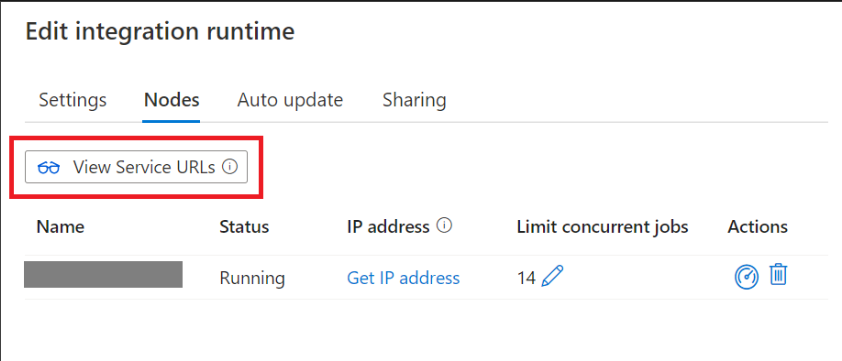 Edit integration runtime
Settings Nodes Auto update Sharing
View Service URLs
Name Status IP address Limit concurrent jobs Actions
Running Get IP address 14